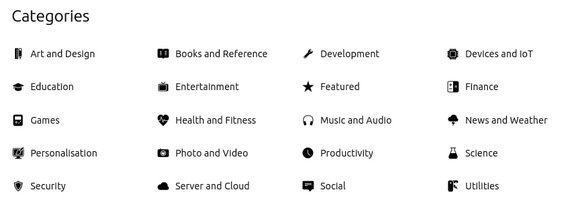 Categories
Art and Design
Books and Reference
Development
Devices and IoT
Education
Entertainment
Featured
Finance
Games
Health and Fitness
Music and Audio
News and Weather
Personalisation
Photo and Video
Productivity
Science
Security
Server and Cloud
Social
Utilities